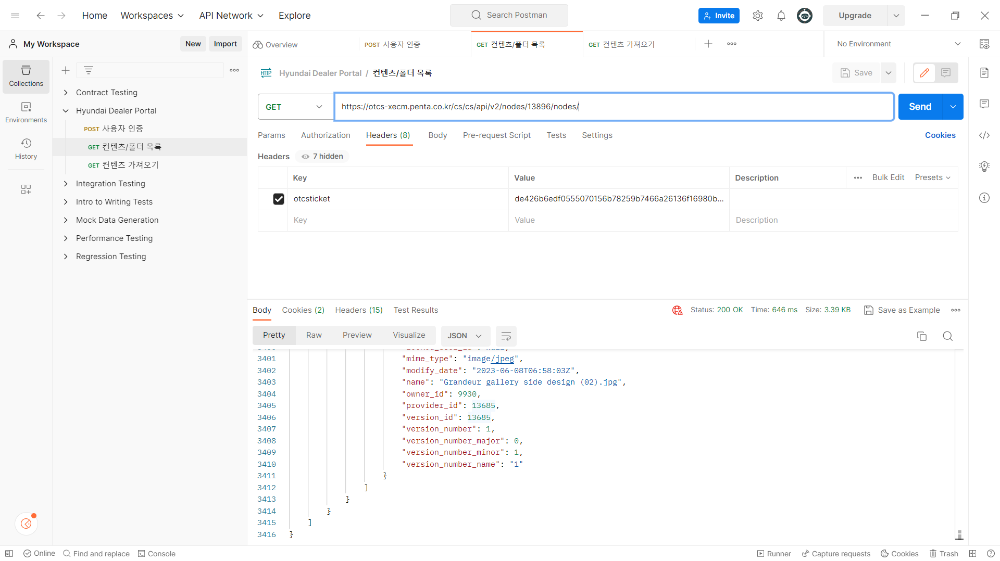 Home Workspaces API Network Explore Search Postman Invite Upgrade
My Workspace New Import
Overview POST 사용자 인증 GET 컨텐츠/폴더 목록 GET 컨텐츠 가져오기 No Environment
Collections
Environments
History
Contract Testing
Hyundai Dealer Portal
POST 사용자 인증
GET 컨텐츠/폴더 목록
GET 컨텐츠 가져오기
Integration Testing
Intro to Writing Tests
Mock Data Generation
Performance Testing
Regression Testing
HTTP Hyundai Dealer Portal / 컨텐츠/폴더 목록 Save
GET https://otcs-xecm.penta.co.kr/cs/cs/api/v2/nodes/13896/nodes/ Send
Params Authorization Headers (8) Body Pre-request Script Tests Settings Cookies
Headers 7 hidden
Key Value Description Bulk Edit Presets
otcsticket de426b6edf0555070156b78259b7466a26136f16980b...
Key Value Description
Body Cookies (2) Headers (15) Test Results Status: 200 OK Time: 646 ms Size: 3.39 KB Save as Example
Pretty Raw Preview Visualize JSON
3401 "mime_type": "image/jpeg",
3402 "modify_date": "2023-06-08T06:58:03Z",
3403 "name": "Grandeur gallery side design (02).jpg",
3404 "owner_id": 9930,
3405 "provider_id": 13685,
3406 "version_id": 13685,
3407 "version_number": 1,
3408 "version_number_major": 0,
3409 "version_number_minor": 1,
3410 "version_number_name": "1"
3411 }
3412 ]
3413 }
3414 }
3415 ]
3416 }
Online Find and replace Console Runner Capture requests Cookies Trash